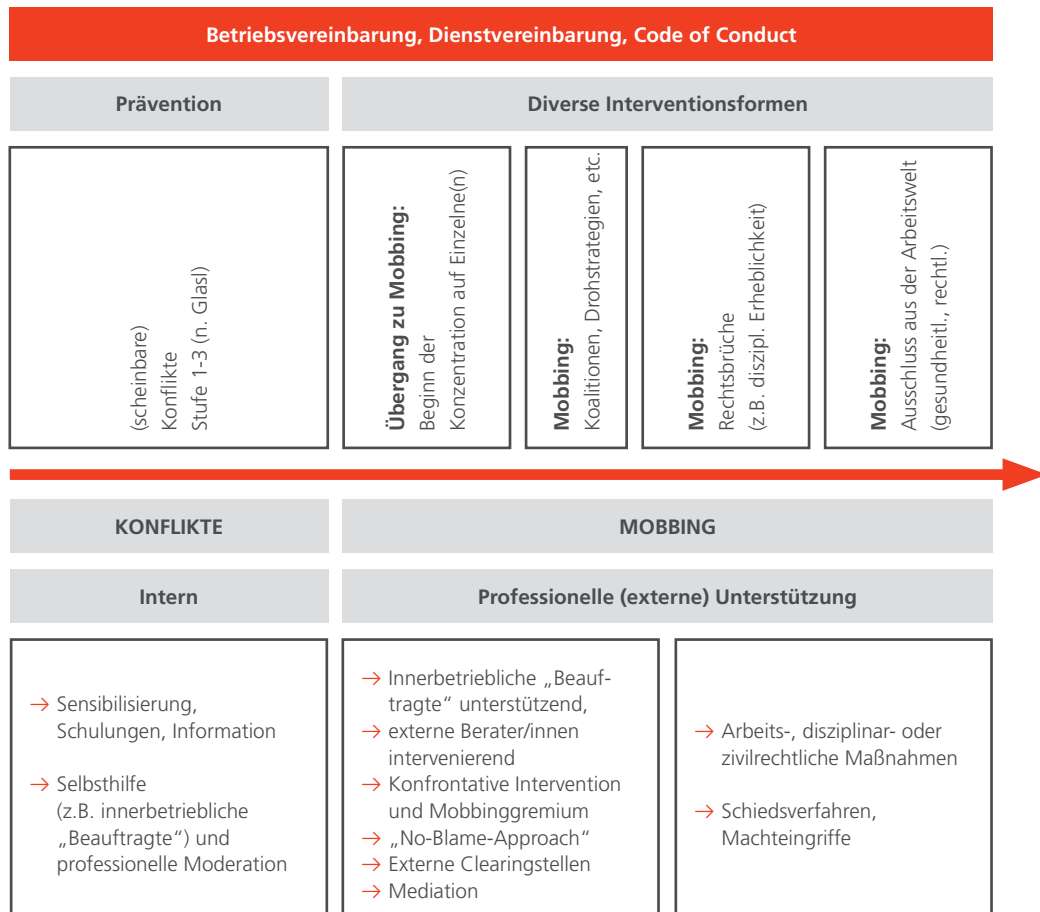 Betriebsvereinbarung, Dienstvereinbarung, Code of Conduct
Prävention
Diverse Interventionsformen
(scheinbare)
Konflikte
Stufe 1-3 (n. Glasl)
Übergang zu Mobbing:
Beginn der
Konzentration auf Einzelne(n)
Mobbing:
Koalitionen, Drohstrategien, etc.
Mobbing:
Rechtsbrüche
(z.B. diszipl. Erheblichkeit)
Mobbing:
Ausschluss aus der Arbeitswelt
(gesundheitl., rechtl.)
KONFLIKTE
MOBBING
Intern
Professionelle (externe) Unterstützung
→ Sensibilisierung,
Schulungen, Information
→ Selbsthilfe
(z.B. innerbetriebliche
„Beauftragte“) und
professionelle Moderation
→ Innerbetriebliche „Beauf-
tragte“ unterstützend,
→ externe Berater/innen
intervenierend
→ Konfrontative Intervention
und Mobbinggremium
→ „No-Blame-Approach“
→ Externe Clearingstellen
→ Mediation
→ Arbeits-, disziplinar- oder
zivilrechtliche Maßnahmen
→ Schiedsverfahren,
Machteingriffe